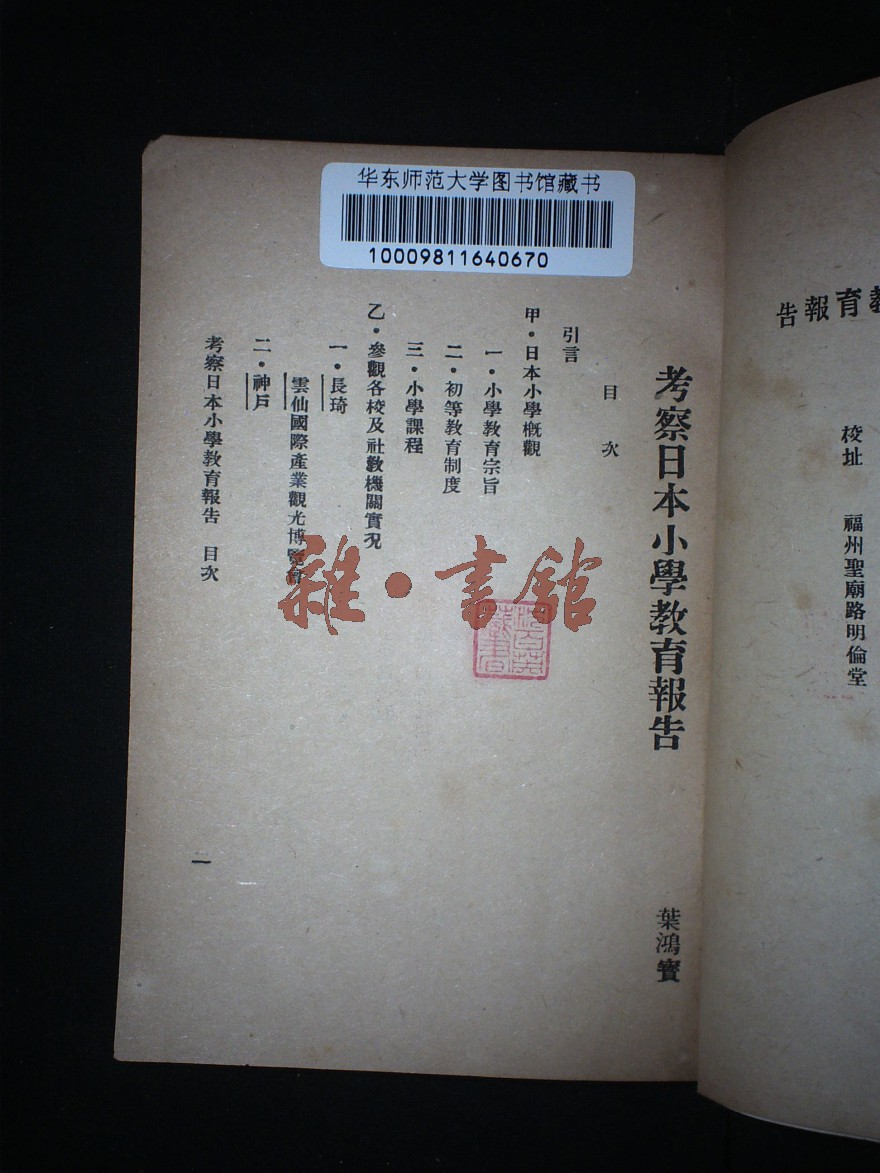 华东师范大学图书馆藏书
10009811640670
育報告
校址　福州聖廟路明倫堂
考察日本小學教育報告　葉鴻寶
目　次
引言
甲・日本小學概觀
一・小學教育宗旨
二・初等教育制度
三・小學課程
乙・參觀各校及社教機關實況
一・長琦
雲仙國際產業觀光博覽會
二・神戶
考察日本小學教育報告　目次
一
雜・書館